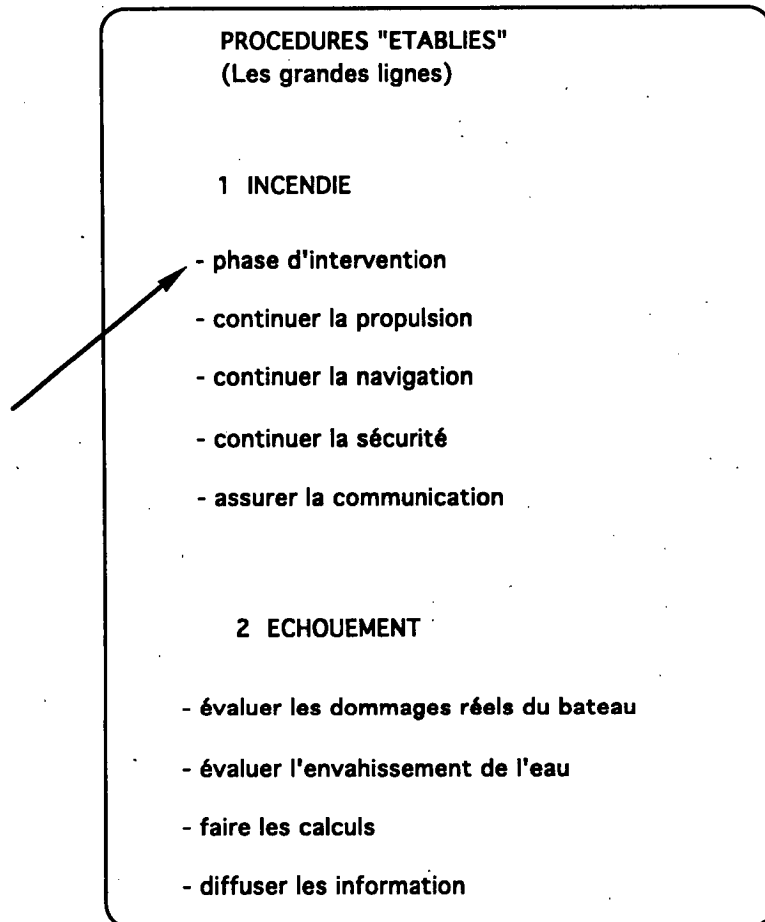 PROCEDURES "ETABLIES"
(Les grandes lignes)
1 INCENDIE
- phase d'intervention
- continuer la propulsion
- continuer la navigation
- continuer la sécurité
- assurer la communication
2 ECHOUEMENT
- évaluer les dommages réels du bateau
- évaluer l'envahissement de l'eau
- faire les calculs
- diffuser les information